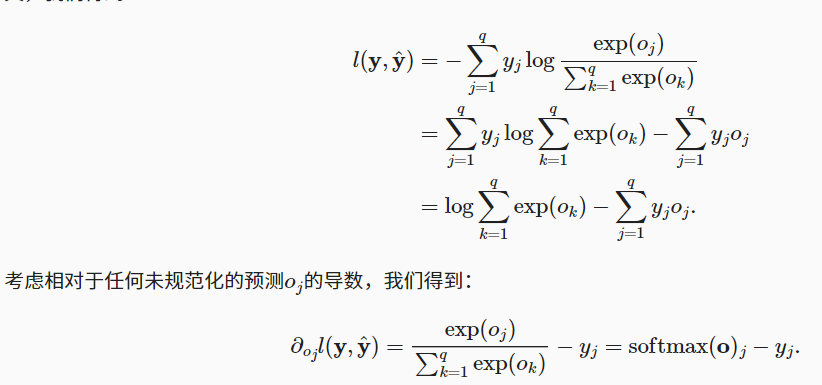 l(𝐲, ŷ) = − ∑_{j=1}^{q} y_j log exp(o_j) / ∑_{k=1}^{q} exp(o_k)
= ∑_{j=1}^{q} y_j log ∑_{k=1}^{q} exp(o_k) − ∑_{j=1}^{q} y_j o_j
= log ∑_{k=1}^{q} exp(o_k) − ∑_{j=1}^{q} y_j o_j.
考虑相对于任何未规范化的预测o_j的导数，我们得到：
∂_{o_j} l(𝐲, ŷ) = exp(o_j) / ∑_{k=1}^{q} exp(o_k) − y_j = softmax(𝐨)_j − y_j.